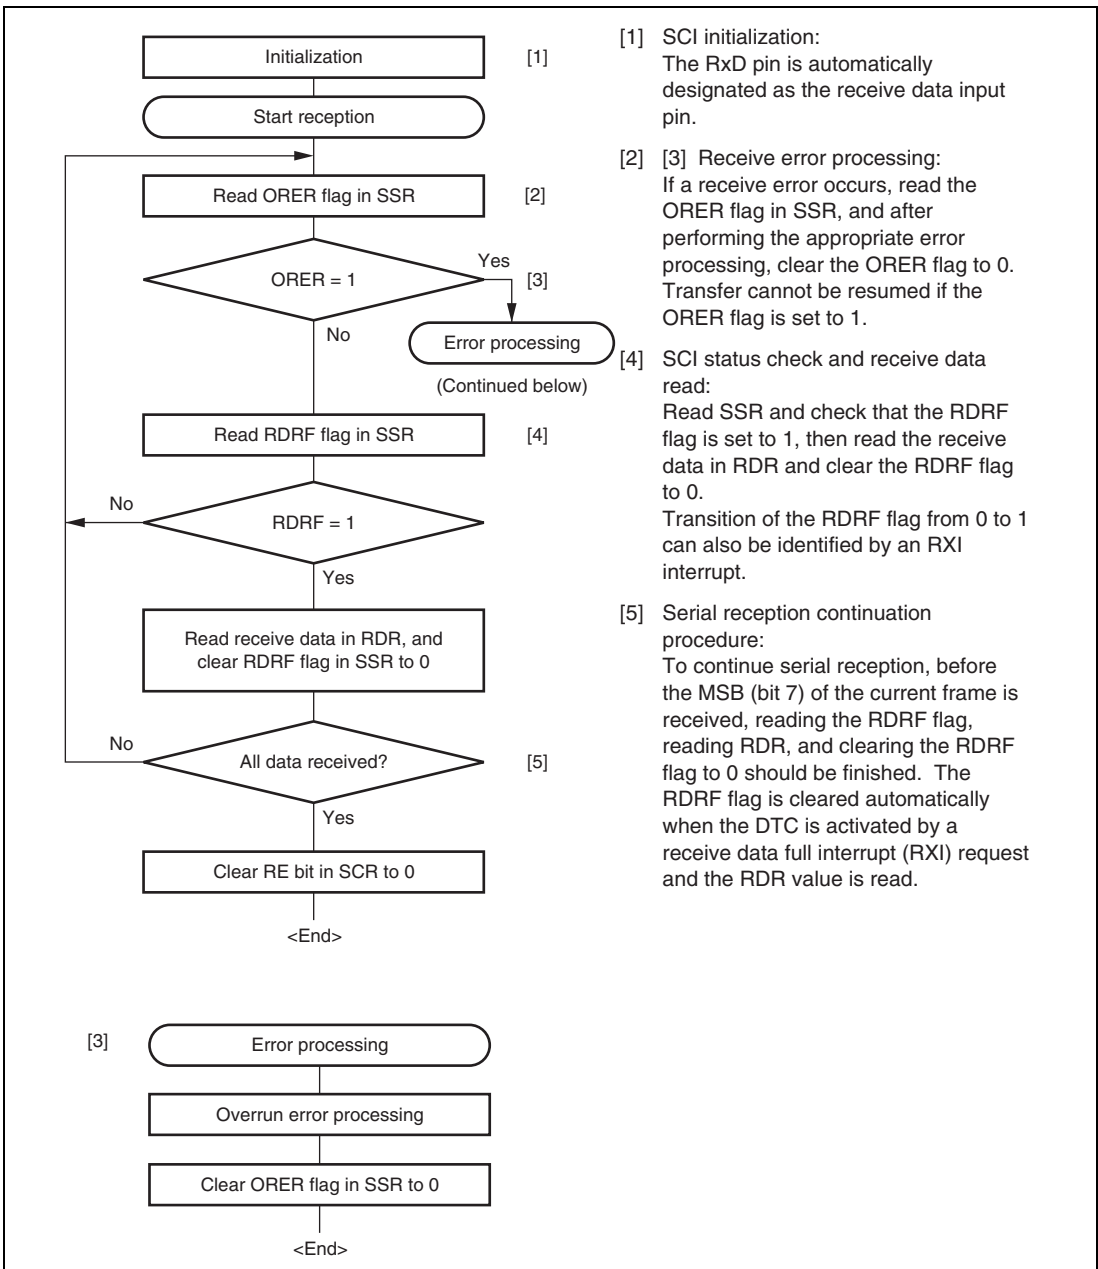 Initialization
[1]
Start reception
Read ORER flag in SSR
[2]
ORER = 1
Yes
[3]
No
Error processing
(Continued below)
Read RDRF flag in SSR
[4]
No
RDRF = 1
Yes
Read receive data in RDR, and
clear RDRF flag in SSR to 0
No
All data received?
[5]
Yes
Clear RE bit in SCR to 0
<End>
[3]
Error processing
Overrun error processing
Clear ORER flag in SSR to 0
<End>
[1] SCI initialization:
The RxD pin is automatically
designated as the receive data input
pin.
[2] [3] Receive error processing:
If a receive error occurs, read the
ORER flag in SSR, and after
performing the appropriate error
processing, clear the ORER flag to 0.
Transfer cannot be resumed if the
ORER flag is set to 1.
[4] SCI status check and receive data
read:
Read SSR and check that the RDRF
flag is set to 1, then read the receive
data in RDR and clear the RDRF flag
to 0.
Transition of the RDRF flag from 0 to 1
can also be identified by an RXI
interrupt.
[5] Serial reception continuation
procedure:
To continue serial reception, before
the MSB (bit 7) of the current frame is
received, reading the RDRF flag,
reading RDR, and clearing the RDRF
flag to 0 should be finished. The
RDRF flag is cleared automatically
when the DTC is activated by a
receive data full interrupt (RXI) request
and the RDR value is read.